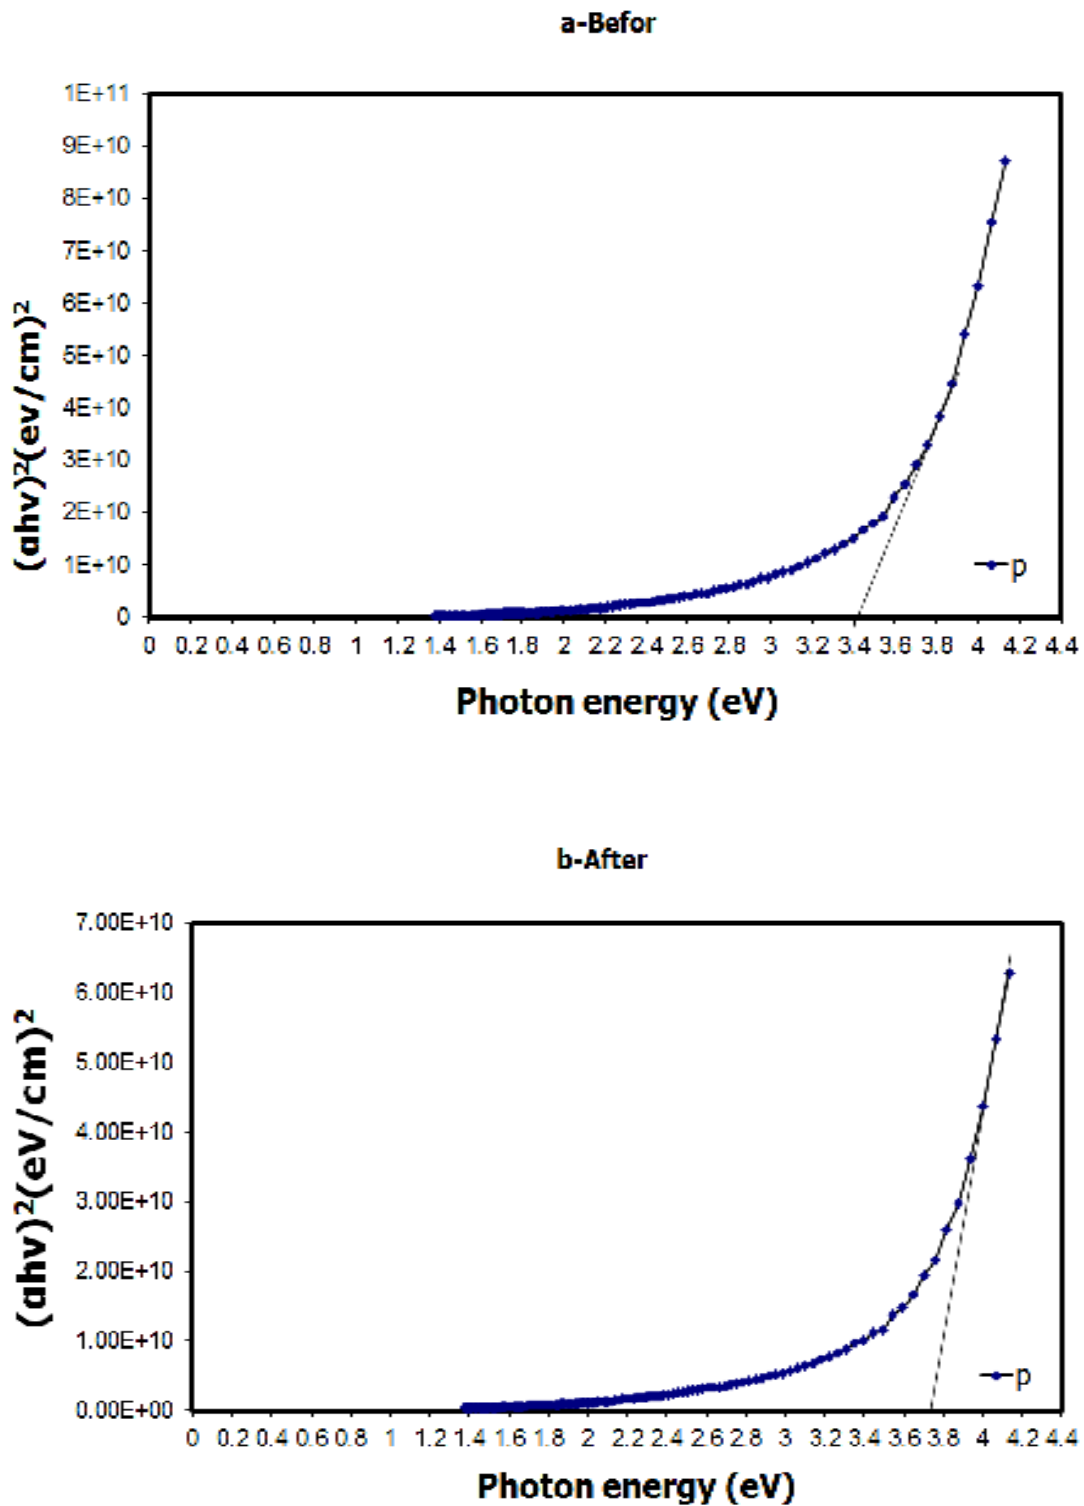 a-Befor
1E+11
9E+10
8E+10
7E+10
6E+10
5E+10
4E+10
3E+10
2E+10
1E+10
0
(αhν)²(ev/cm)²
p
0 0.2 0.4 0.6 0.8 1 1.2 1.4 1.6 1.8 2 2.2 2.4 2.6 2.8 3 3.2 3.4 3.6 3.8 4 4.2 4.4
Photon energy (eV)
b-After
7.00E+10
6.00E+10
5.00E+10
4.00E+10
3.00E+10
2.00E+10
1.00E+10
0.00E+00
(αhν)²(eV/cm)²
p
0 0.2 0.4 0.6 0.8 1 1.2 1.4 1.6 1.8 2 2.2 2.4 2.6 2.8 3 3.2 3.4 3.6 3.8 4 4.2 4.4
Photon energy (eV)